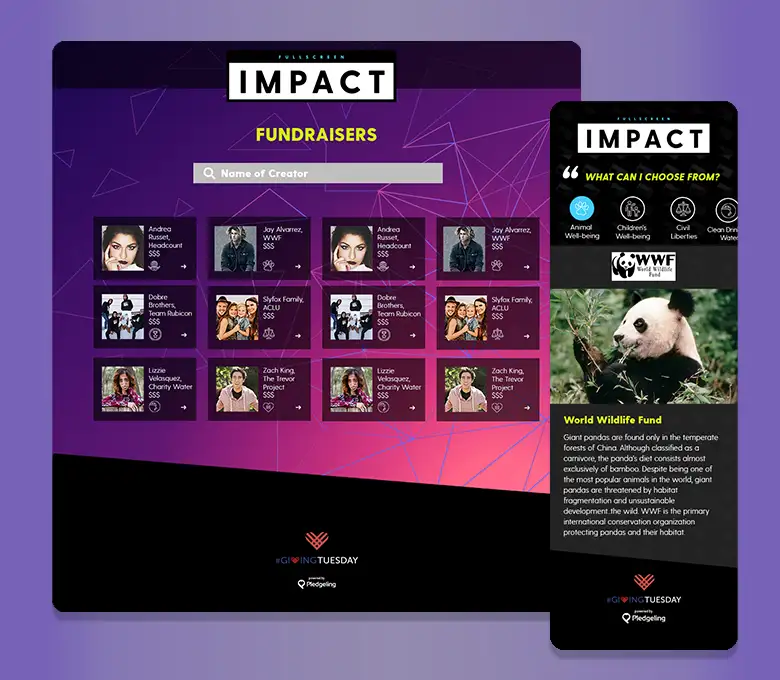 FULLSCREEN
IMPACT
FUNDRAISERS
Name of Creator
Andrea
Russet,
Headcount
$$$
Jay Alvarrez,
WWF
$$$
Andrea
Russet,
Headcount
$$$
Jay Alvarrez,
WWF
$$$
Dobre
Brothers,
Team Rubicon
$$$
Slyfox Family,
ACLU
$$$
Dobre
Brothers,
Team Rubicon
$$$
Slyfox Family,
ACLU
$$$
Lizzie
Velasquez,
Charity Water
$$$
Zach King,
The Trevor
Project
$$$
Lizzie
Velasquez,
Charity Water
$$$
Zach King,
The Trevor
Project
$$$
#GIVINGTUESDAY
powered by
Pledgeling
FULLSCREEN
IMPACT
“ WHAT CAN I CHOOSE FROM?
Animal
Well-being
Children's
Well-being
Civil
Liberties
Clean Drin
Water
WWF
World Wildlife
Fund
World Wildlife Fund
Giant pandas are found only in the temperate
forests of China. Although classified as a
carnivore, the panda's diet consists almost
exclusively of bamboo. Despite being one of
the most popular animals in the world, giant
pandas are threatened by habitat
fragmentation and unsustainable
development .the wild. WWF is the primary
international conservation organization
protecting pandas and their habitat
#GIVINGTUESDAY
powered by
Pledgeling